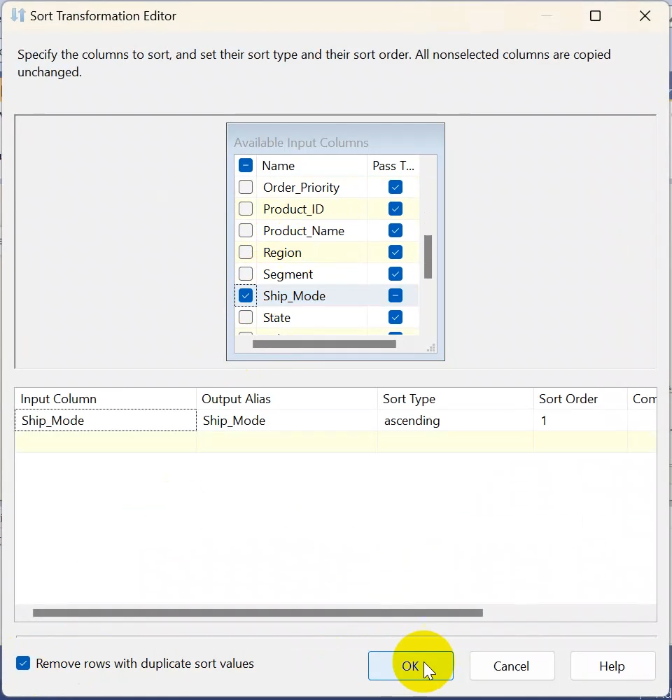 Sort Transformation Editor
Specify the columns to sort, and set their sort type and their sort order. All nonselected columns are copied
unchanged.
Available Input Columns
Name Pass T...
Order_Priority
Product_ID
Product_Name
Region
Segment
Ship_Mode
State
Input Column Output Alias Sort Type Sort Order Com
Ship_Mode Ship_Mode ascending 1
Remove rows with duplicate sort values
OK Cancel Help